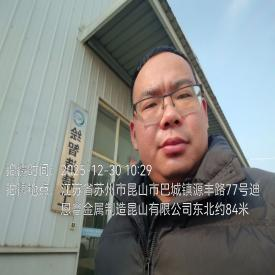 拍摄时间：2025-12-30 10:29
拍摄地点：江苏省苏州市昆山市巴城镇源丰路77号迪
恩誉金属制造昆山有限公司东北约84米